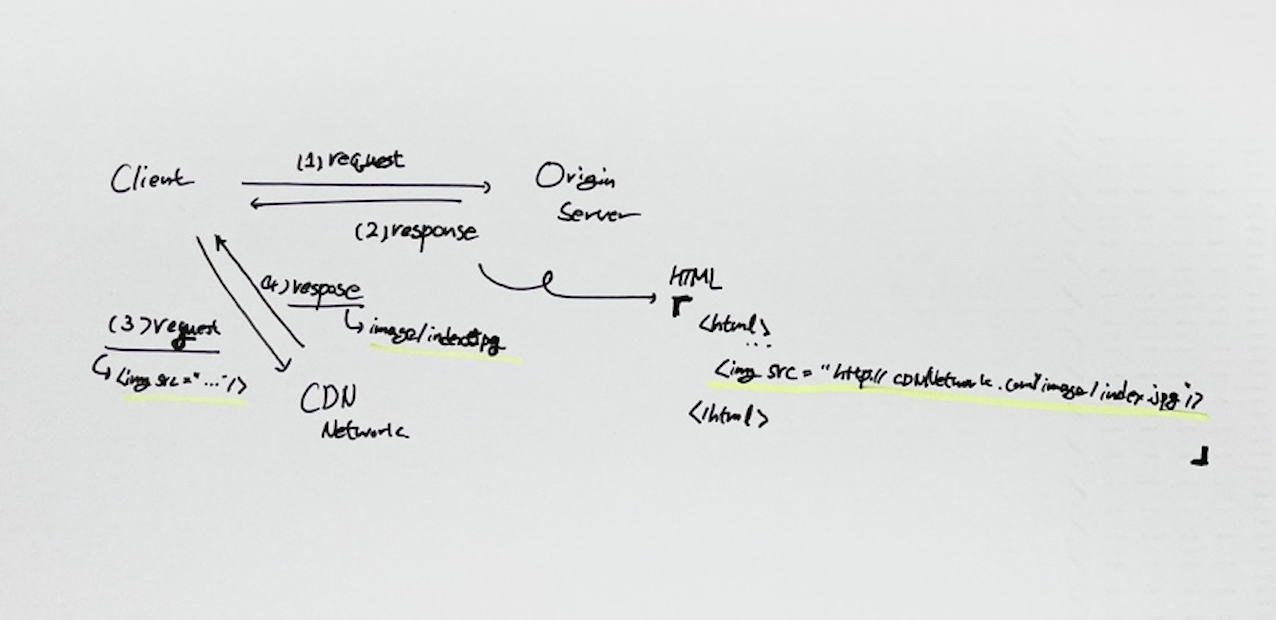 (1) request
Client
Origin
Server
(2) response
HTML
(4) respose
<html>
(3) request
image/index.jpg
...
<img src="..."/>
<img src = "http://CDNNetwork.com/image/index.jpg"/>
CDN
Network
</html>